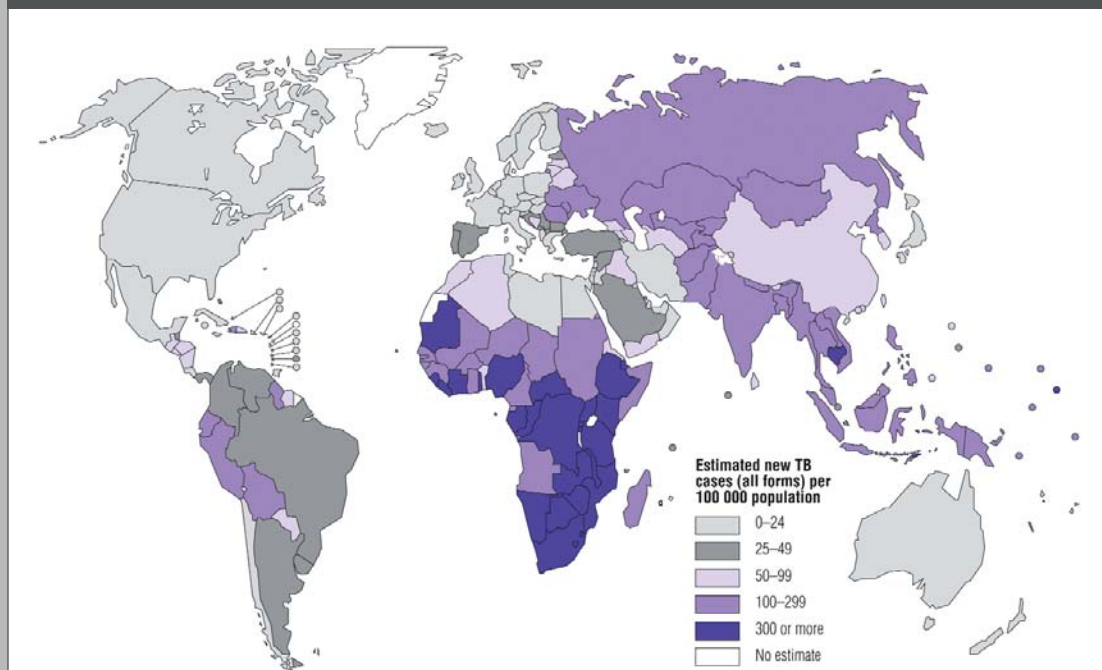 Estimated new TB
cases (all forms) per
100 000 population
0–24
25–49
50–99
100–299
300 or more
No estimate